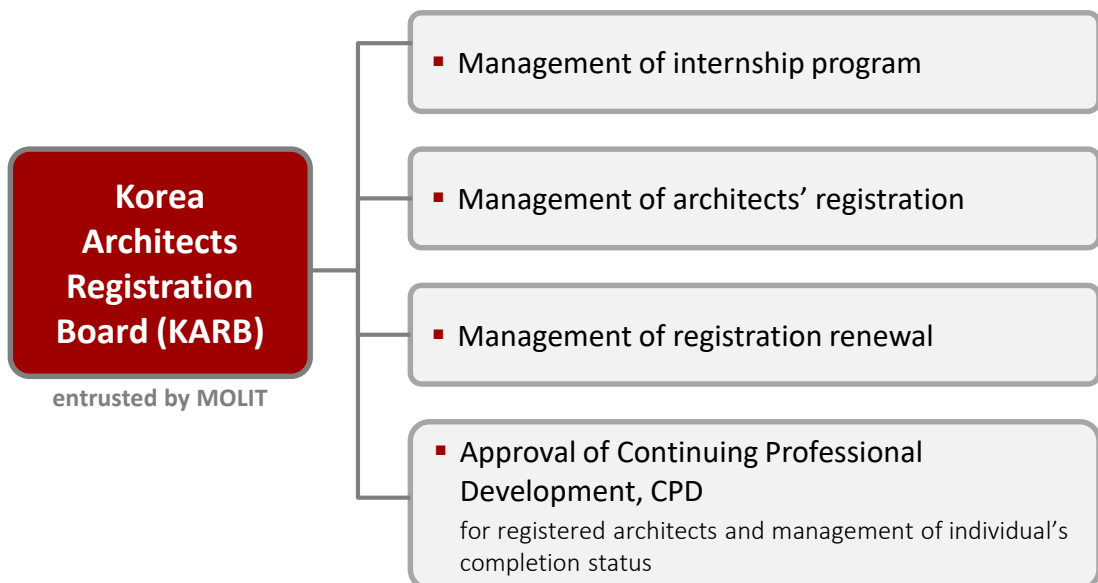 Korea
Architects
Registration
Board (KARB)
entrusted by MOLIT
▪ Management of internship program
▪ Management of architects’ registration
▪ Management of registration renewal
▪ Approval of Continuing Professional
Development, CPD
for registered architects and management of individual’s
completion status